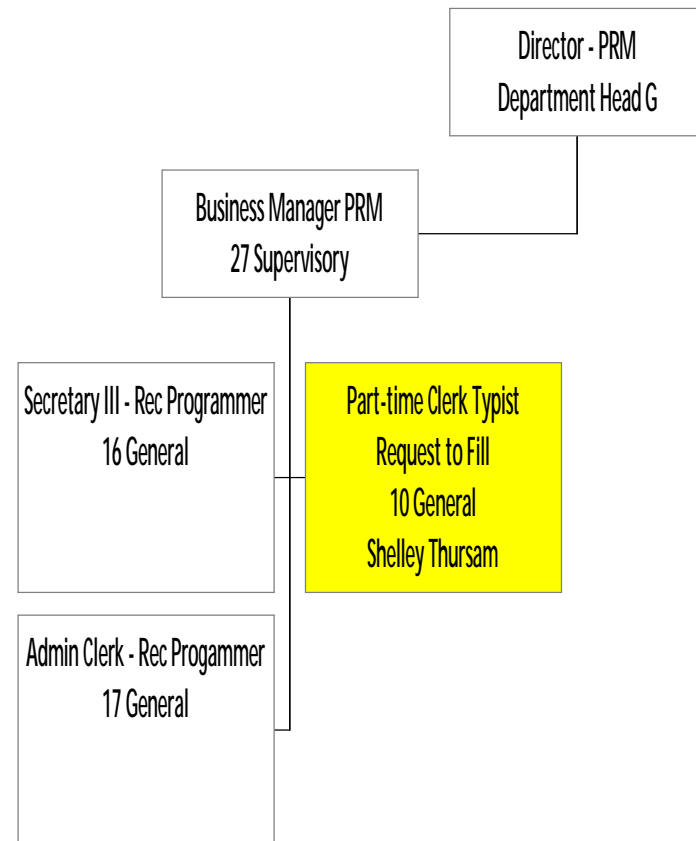 Director - PRM
Department Head G
Business Manager PRM
27 Supervisory
Secretary III - Rec Programmer
16 General
Part-time Clerk Typist
Request to Fill
10 General
Shelley Thursam
Admin Clerk - Rec Progammer
17 General